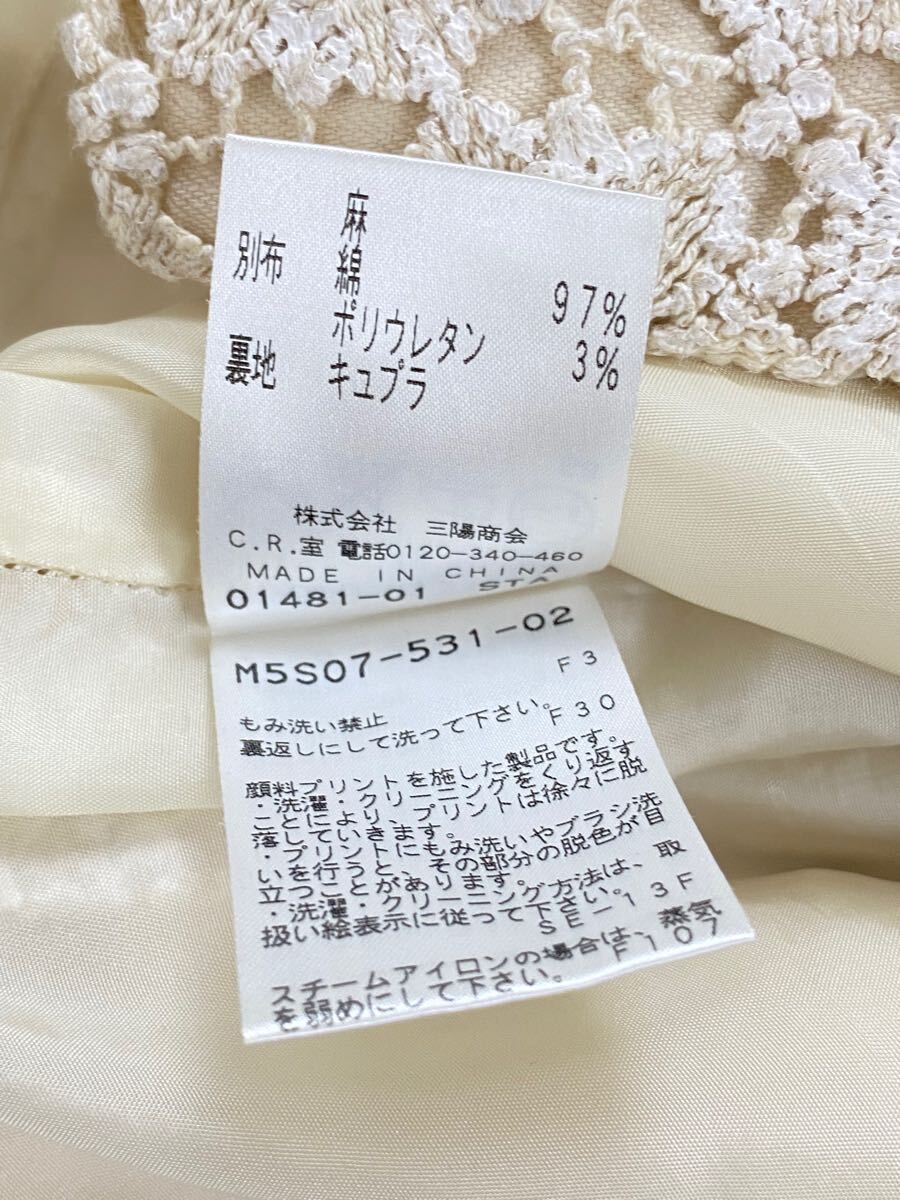 麻
別布 綿 97%
ポリウレタン 3%
裏地 キュプラ
株式会社 三陽商会
C.R.室 電話0120-340-460
MADE IN CHINA
01481-01 STA
M5S07-531-02
F3
もみ洗い禁止
裏返しにして洗って下さい。F30
顔料プリントを施した製品です。
・洗濯・クリーニングをくり返す
ことにより、プリントは徐々に脱
落していきます。
・プリントにもみ洗いやブラシ洗
いを行うと、その部分の脱色が目
立つことがあります。
・洗濯・クリーニング方法は、取
扱い絵表示に従って下さい。
SE-13F
スチームアイロンの場合は、蒸気
を弱めにして下さい。 F107